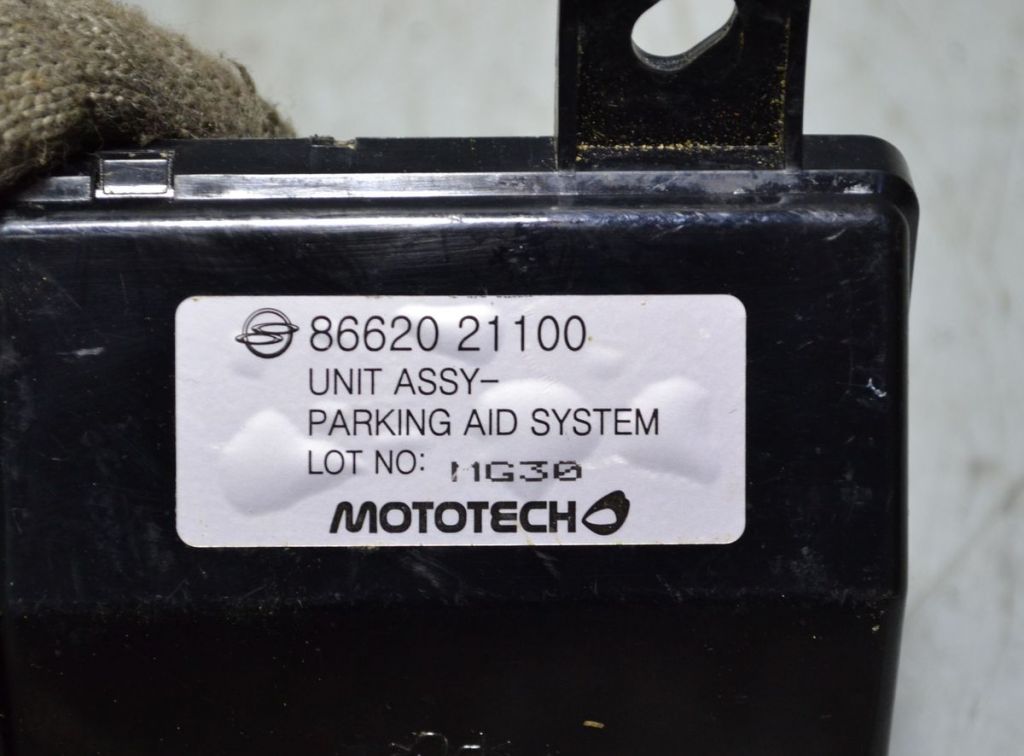 86620 21100
UNIT ASSY-
PARKING AID SYSTEM
LOT NO: MG30
MOTOTECH